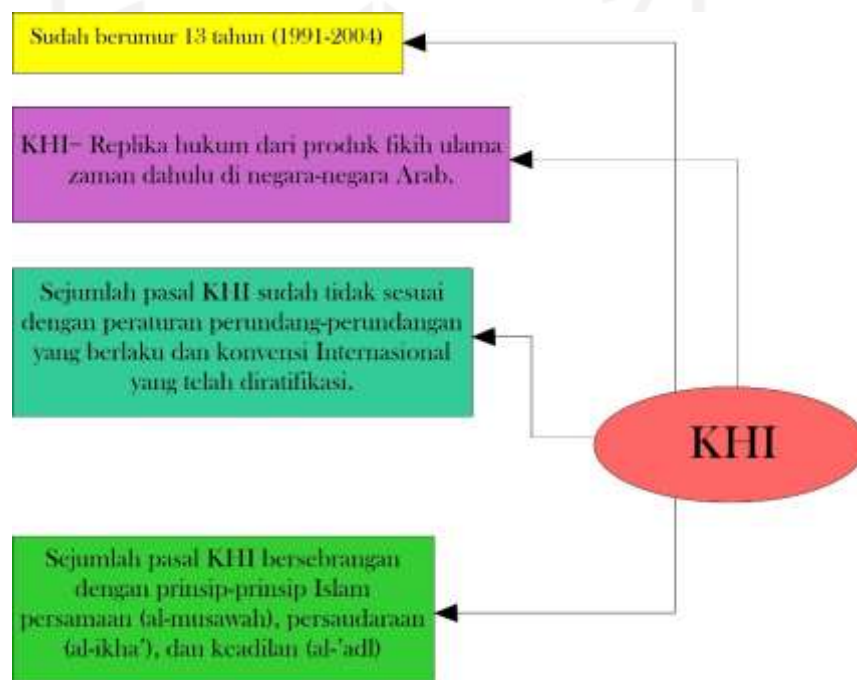 Sudah berumur 13 tahun (1991-2004)
KHI– Replika hukum dari produk fikih ulama
zaman dahulu di negara-negara Arab.
Sejumlah pasal KHI sudah tidak sesuai
dengan peraturan perundang-perundangan
yang berlaku dan konvensi Internasional
yang telah diratifikasi.
KHI
Sejumlah pasal KHI bersebrangan
dengan prinsip-prinsip Islam
persamaan (al-musawah), persaudaraan
(al-ikha’), dan keadilan (al-’adl)